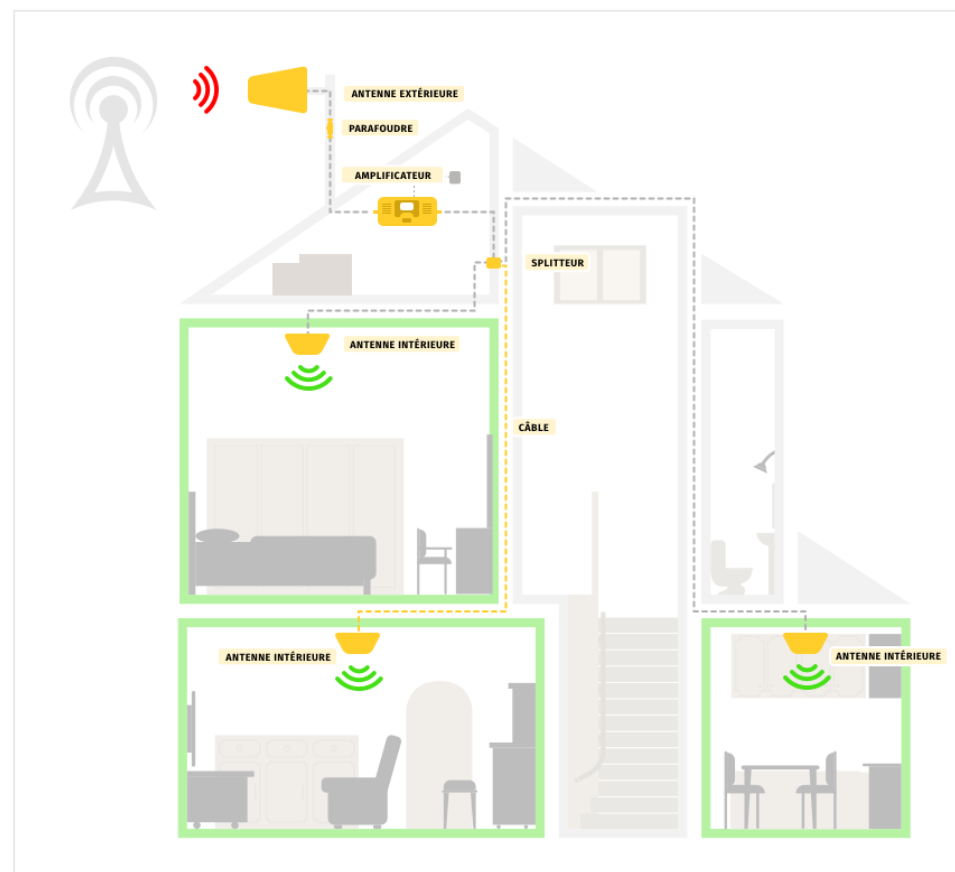 ANTENNE EXTÉRIEURE
PARAFOUDRE
AMPLIFICATEUR
SPLITTEUR
ANTENNE INTÉRIEURE
CÂBLE
ANTENNE INTÉRIEURE
ANTENNE INTÉRIEURE